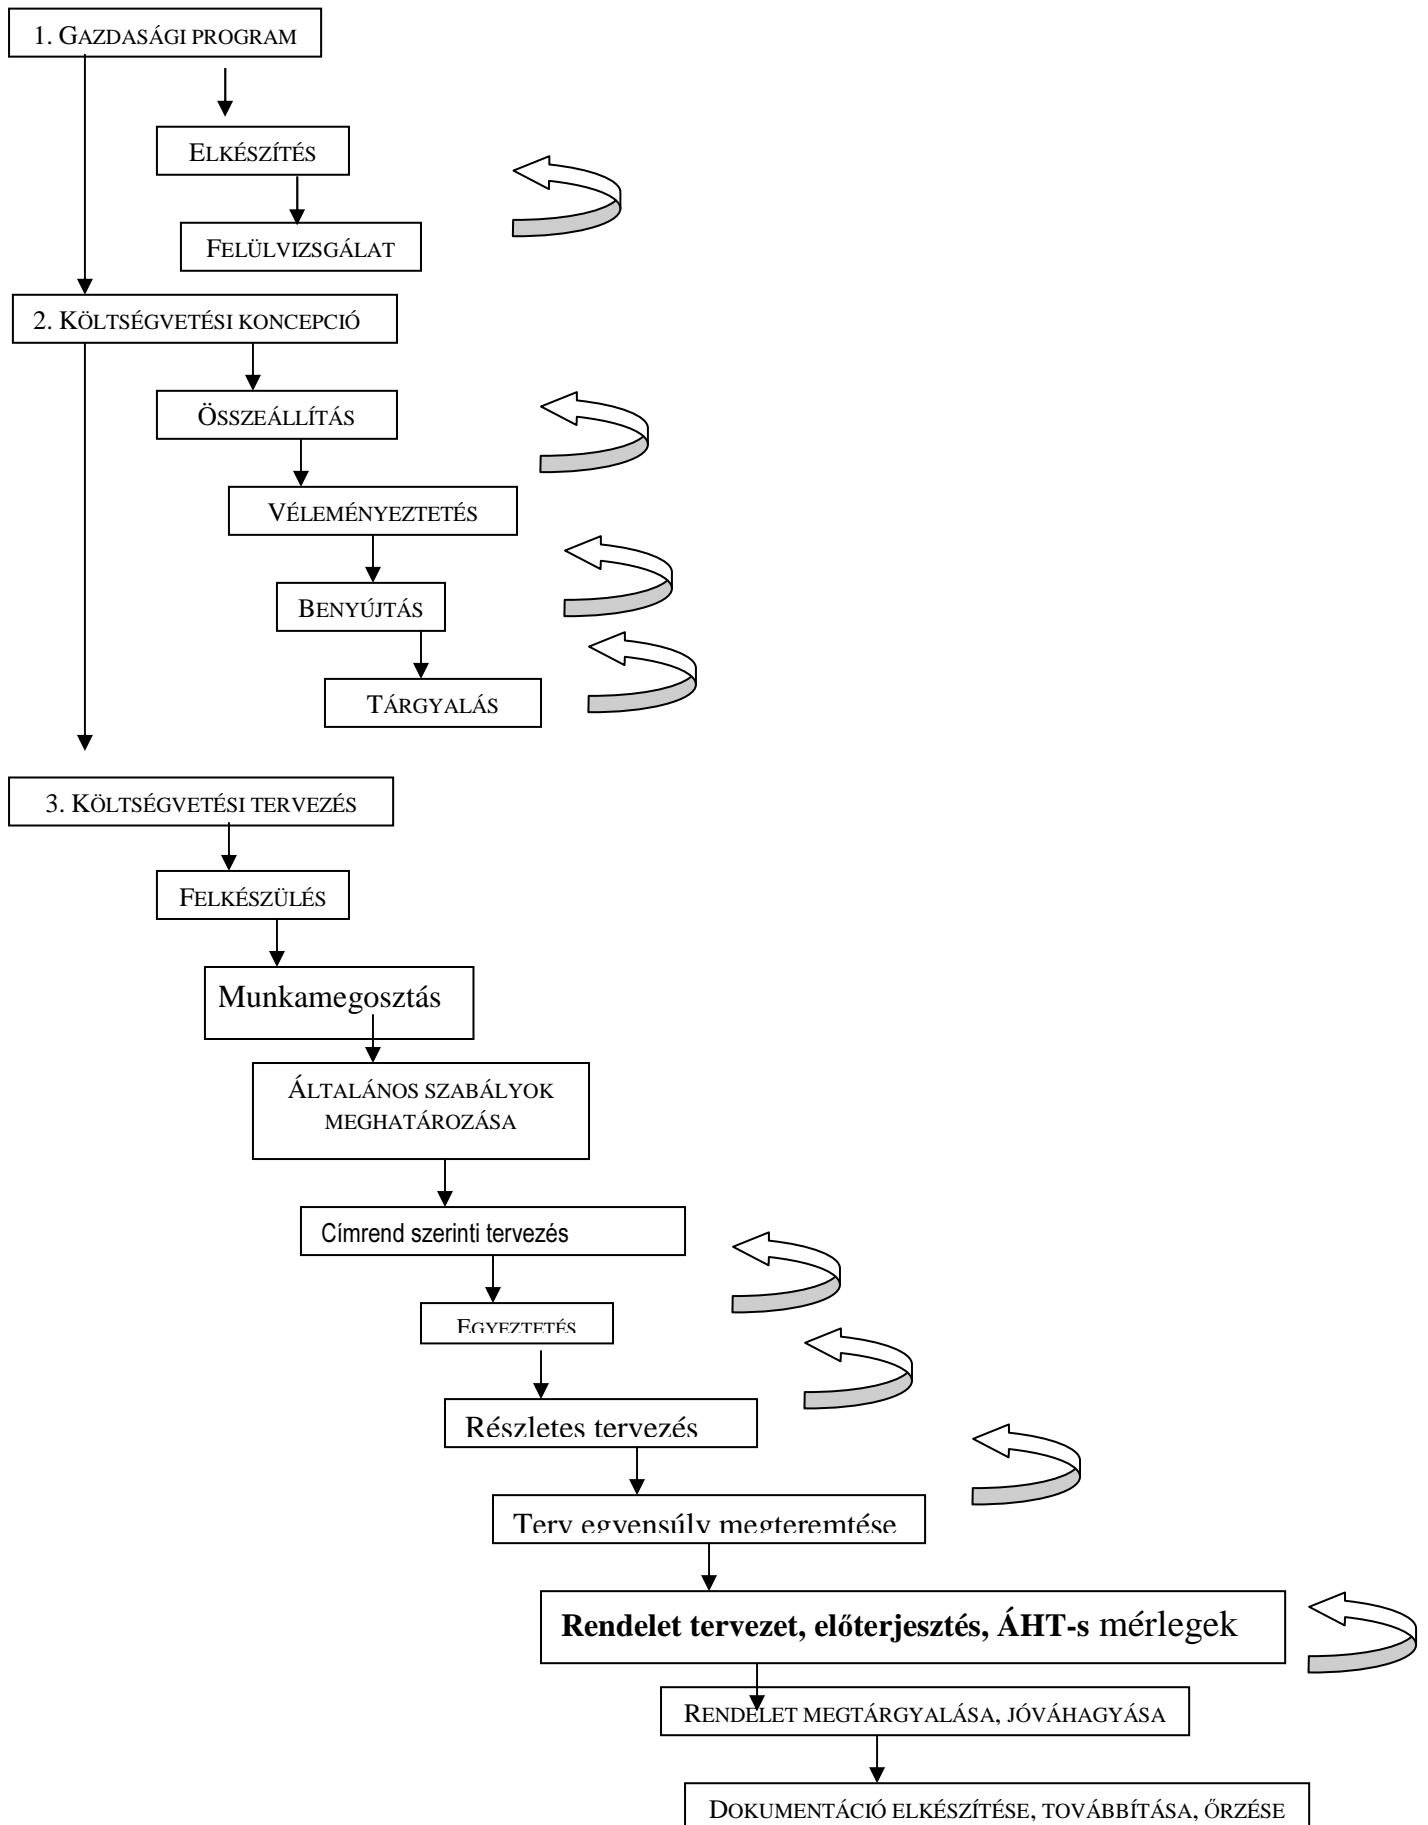 1. GAZDASÁGI PROGRAM
ELKÉSZÍTÉS
FELÜLVIZSGÁLAT
2. KÖLTSÉGVETÉSI KONCEPCIÓ
ÖSSZEÁLLÍTÁS
VÉLEMÉNYEZTETÉS
BENYÚJTÁS
TÁRGYALÁS
3. KÖLTSÉGVETÉSI TERVEZÉS
FELKÉSZÜLÉS
Munkamegosztás
ÁLTALÁNOS SZABÁLYOK
MEGHATÁROZÁSA
Címrend szerinti tervezés
EGYEZTETÉS
Részletes tervezés
Terv egyensúly megteremtése
Rendelet tervezet, előterjesztés, ÁHT-s mérlegek
RENDELET MEGTÁRGYALÁSA, JÓVÁHAGYÁSA
DOKUMENTÁCIÓ ELKÉSZÍTÉSE, TOVÁBBÍTÁSA, ŐRZÉSE